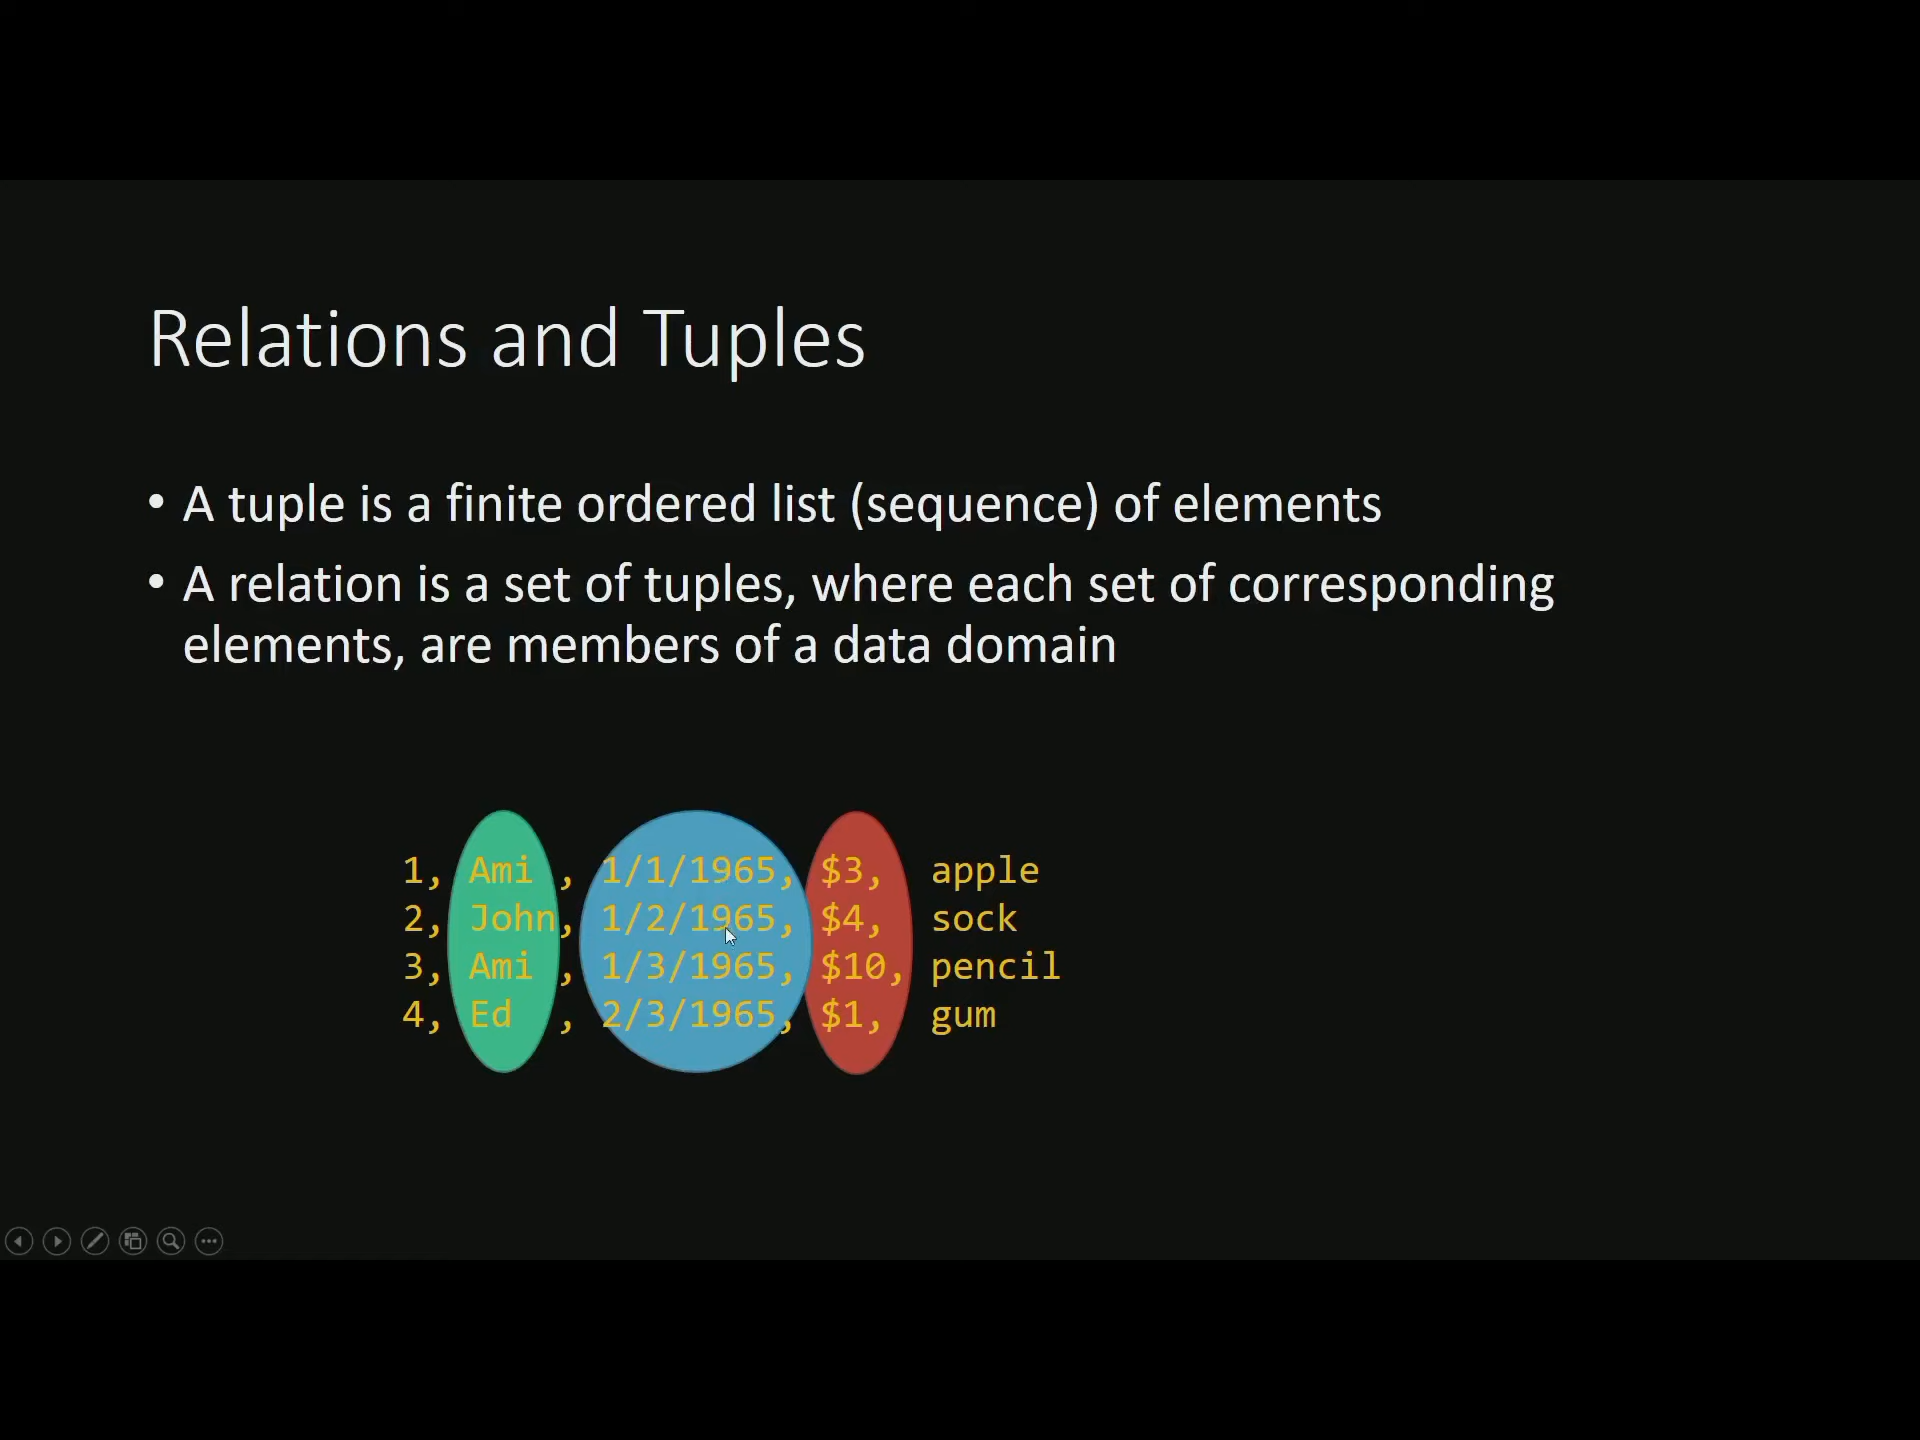 Relations and Tuples
• A tuple is a finite ordered list (sequence) of elements
• A relation is a set of tuples, where each set of corresponding
elements, are members of a data domain
1, Ami , 1/1/1965, $3, apple
2, John, 1/2/1965, $4, sock
3, Ami , 1/3/1965, $10, pencil
4, Ed , 2/3/1965, $1, gum